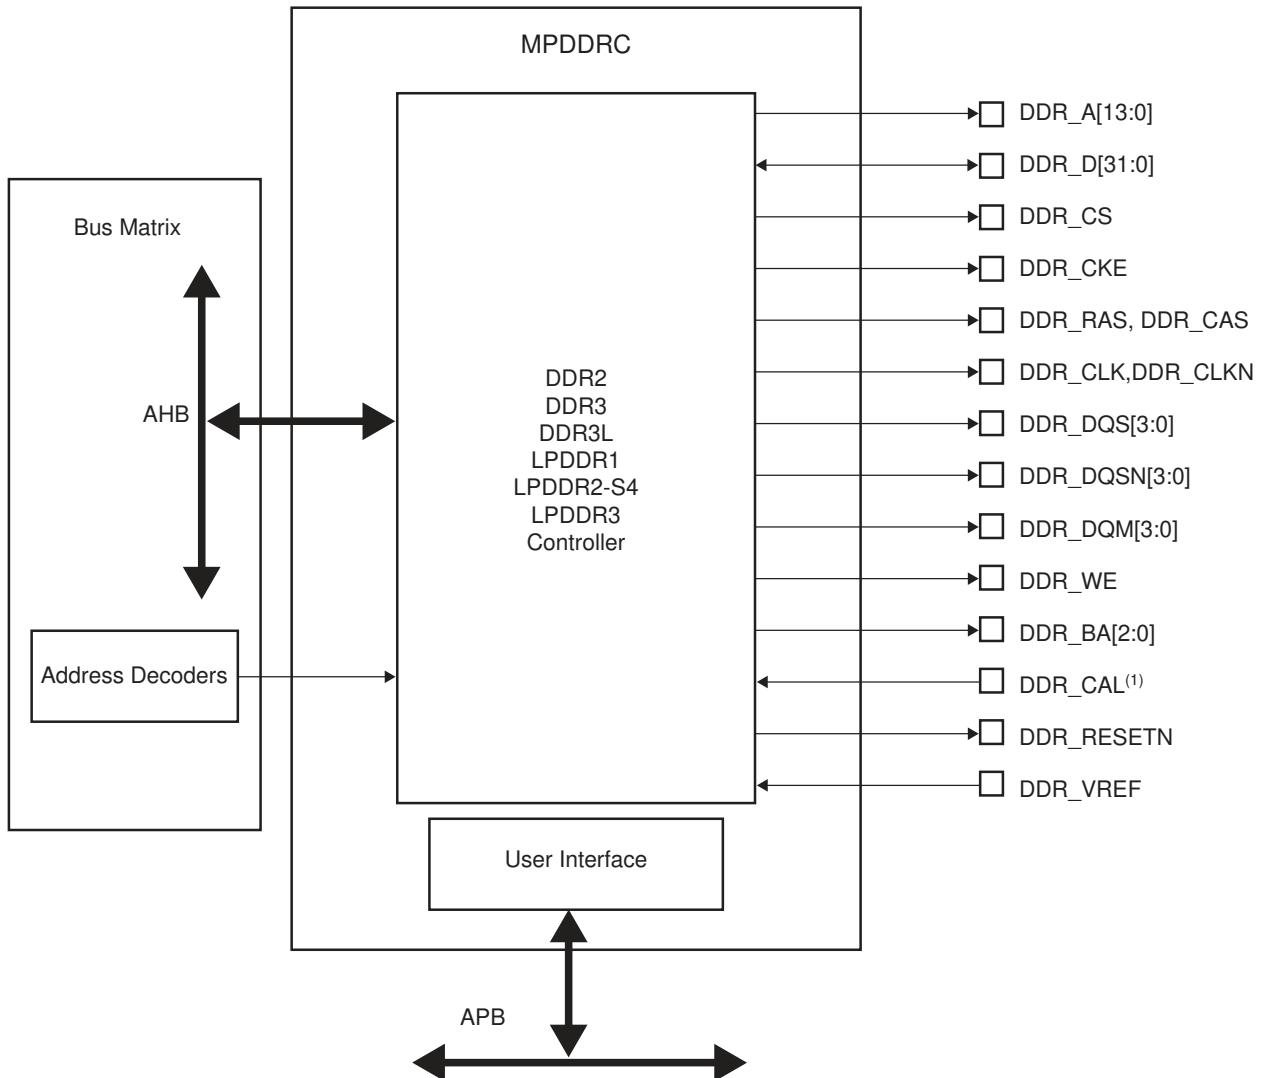 MPDDRC
Bus Matrix
AHB
Address Decoders
DDR2
DDR3
DDR3L
LPDDR1
LPDDR2-S4
LPDDR3
Controller
User Interface
APB
DDR_A[13:0]
DDR_D[31:0]
DDR_CS
DDR_CKE
DDR_RAS, DDR_CAS
DDR_CLK,DDR_CLKN
DDR_DQS[3:0]
DDR_DQSN[3:0]
DDR_DQM[3:0]
DDR_WE
DDR_BA[2:0]
DDR_CAL(1)
DDR_RESETN
DDR_VREF